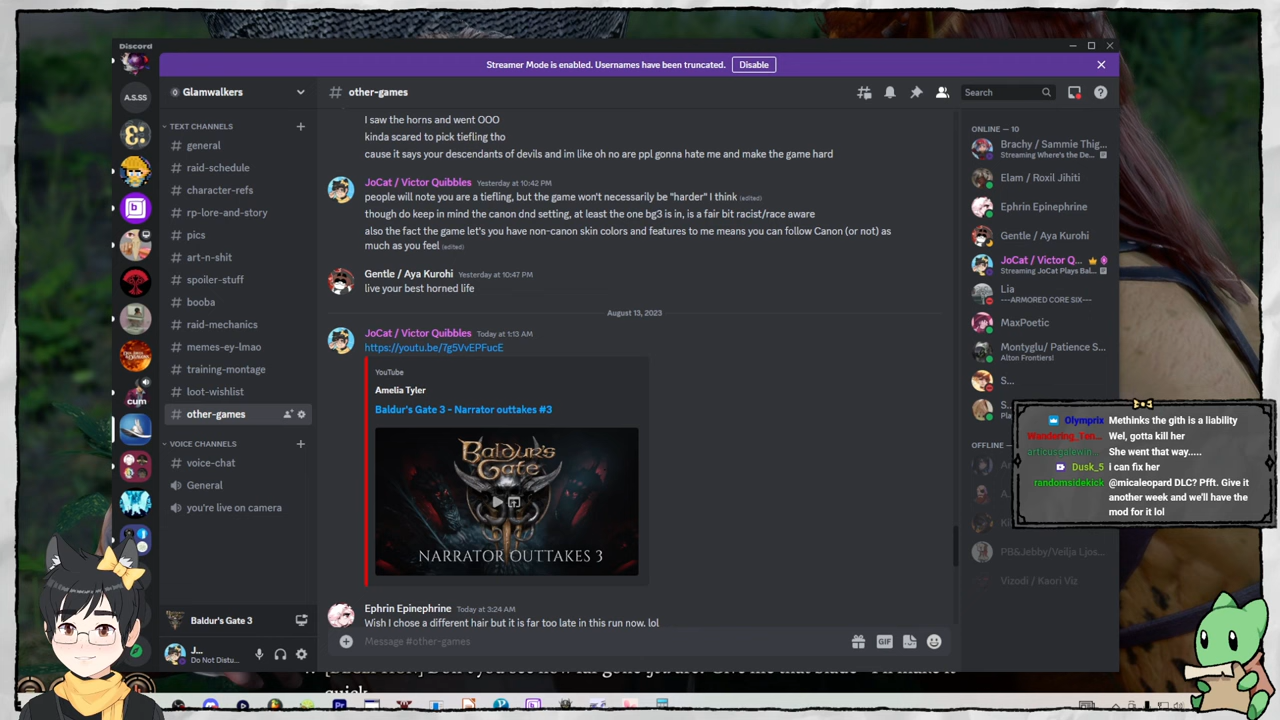 Discord
Streamer Mode is enabled. Usernames have been truncated.
Disable
A.S.SS
Glamwalkers
other-games
Search
TEXT CHANNELS
general
raid-schedule
character-refs
rp-lore-and-story
pics
art-n-shit
spoiler-stuff
booba
raid-mechanics
memes-ey-lmao
training-montage
loot-wishlist
other-games
VOICE CHANNELS
voice-chat
General
you're live on camera
cum
Baldur's Gate 3
J...
Do Not Distu...
I saw the horns and went OOO
kinda scared to pick tiefling tho
cause it says your descendants of devils and im like oh no are ppl gonna hate me and make the game hard
JoCat / Victor Quibbles Yesterday at 10:42 PM
people will note you are a tiefling, but the game won't necessarily be "harder" I think (edited)
though do keep in mind the canon dnd setting, at least the one bg3 is in, is a fair bit racist/race aware
also the fact the game let's you have non-canon skin colors and features to me means you can follow Canon (or not) as
much as you feel (edited)
Gentle / Aya Kurohi Yesterday at 10:47 PM
live your best horned life
August 13, 2023
JoCat / Victor Quibbles Today at 1:13 AM
https://youtu.be/7g5VvEPFucE
YouTube
Amelia Tyler
Baldur's Gate 3 - Narrator outtakes #3
BALDUR'S
GATE
NARRATOR OUTTAKES 3
Ephrin Epinephrine Today at 3:24 AM
Wish I chose a different hair but it is far too late in this run now. lol
Message #other-games
GIF
ONLINE — 10
Brachy / Sammie Thig...
Streaming Where's the De...
Elam / Roxil Jihiti
Ephrin Epinephrine
Gentle / Aya Kurohi
JoCat / Victor Q...
Streaming JoCat Plays Bal...
Lia
---ARMORED CORE SIX---
MaxPoetic
Montyglu/ Patience S...
Alton Frontiers!
S...
OFFLINE
PB&Jebby/Veilja Ljos...
Vizodi / Kaori Viz
Olymprix Methinks the gith is a liability
Wandering_Ton... Wel, gotta kill her
She went that way.....
Dusk_5 i can fix her
randomsidekick @micaleopard DLC? Pfft. Give it
another week and we'll have the
mod for it lol
quick